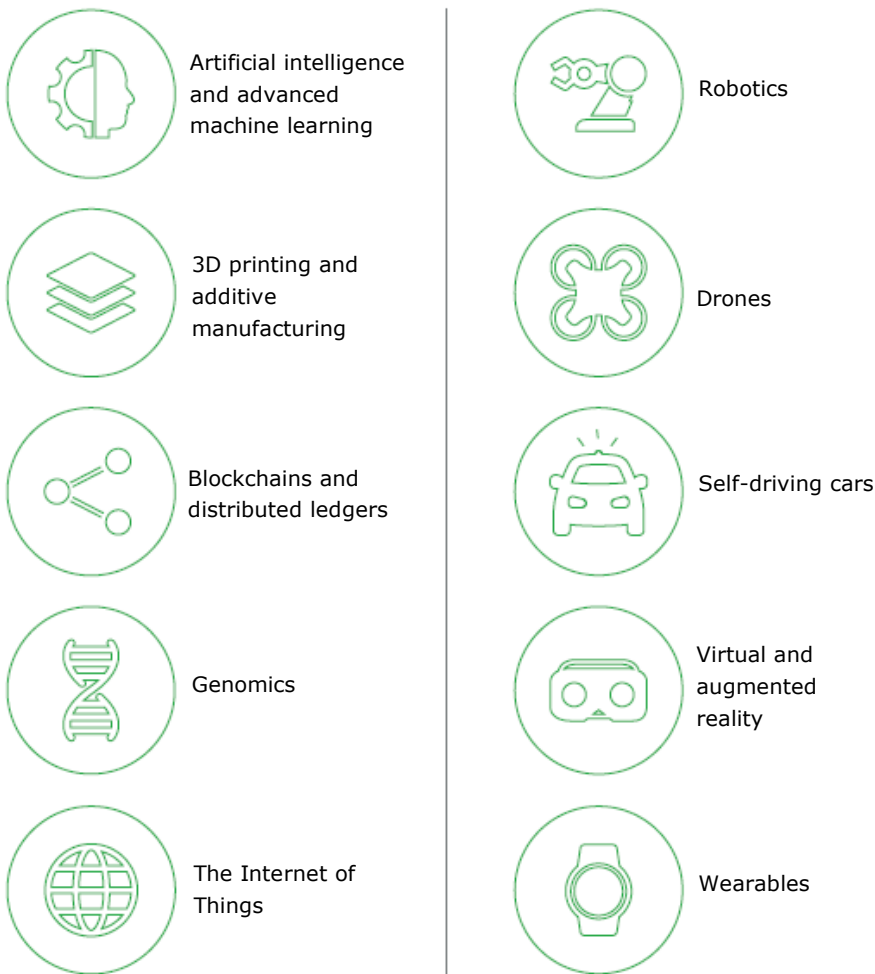 Artificial intelligence
and advanced
machine learning
3D printing and
additive
manufacturing
Blockchains and
distributed ledgers
Genomics
The Internet of
Things
Robotics
Drones
Self-driving cars
Virtual and
augmented
reality
Wearables